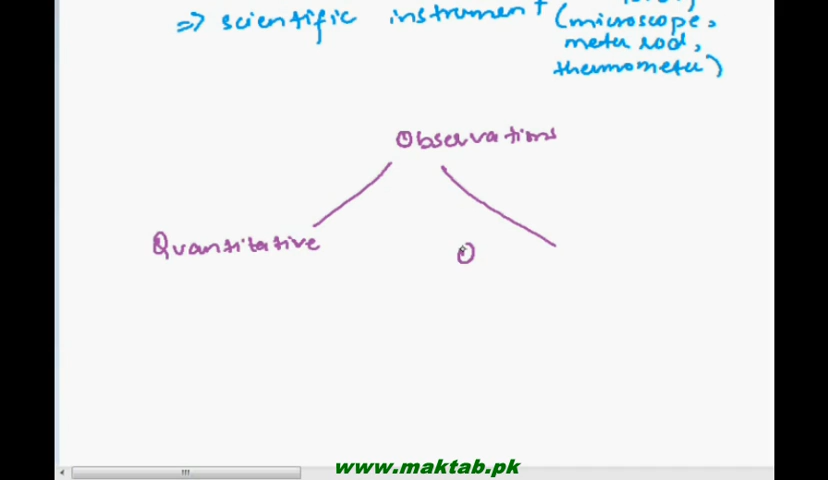 => scientific instrument
(microscope,
meter rod,
thermometer)
Observations
Quantitative
www.maktab.pk